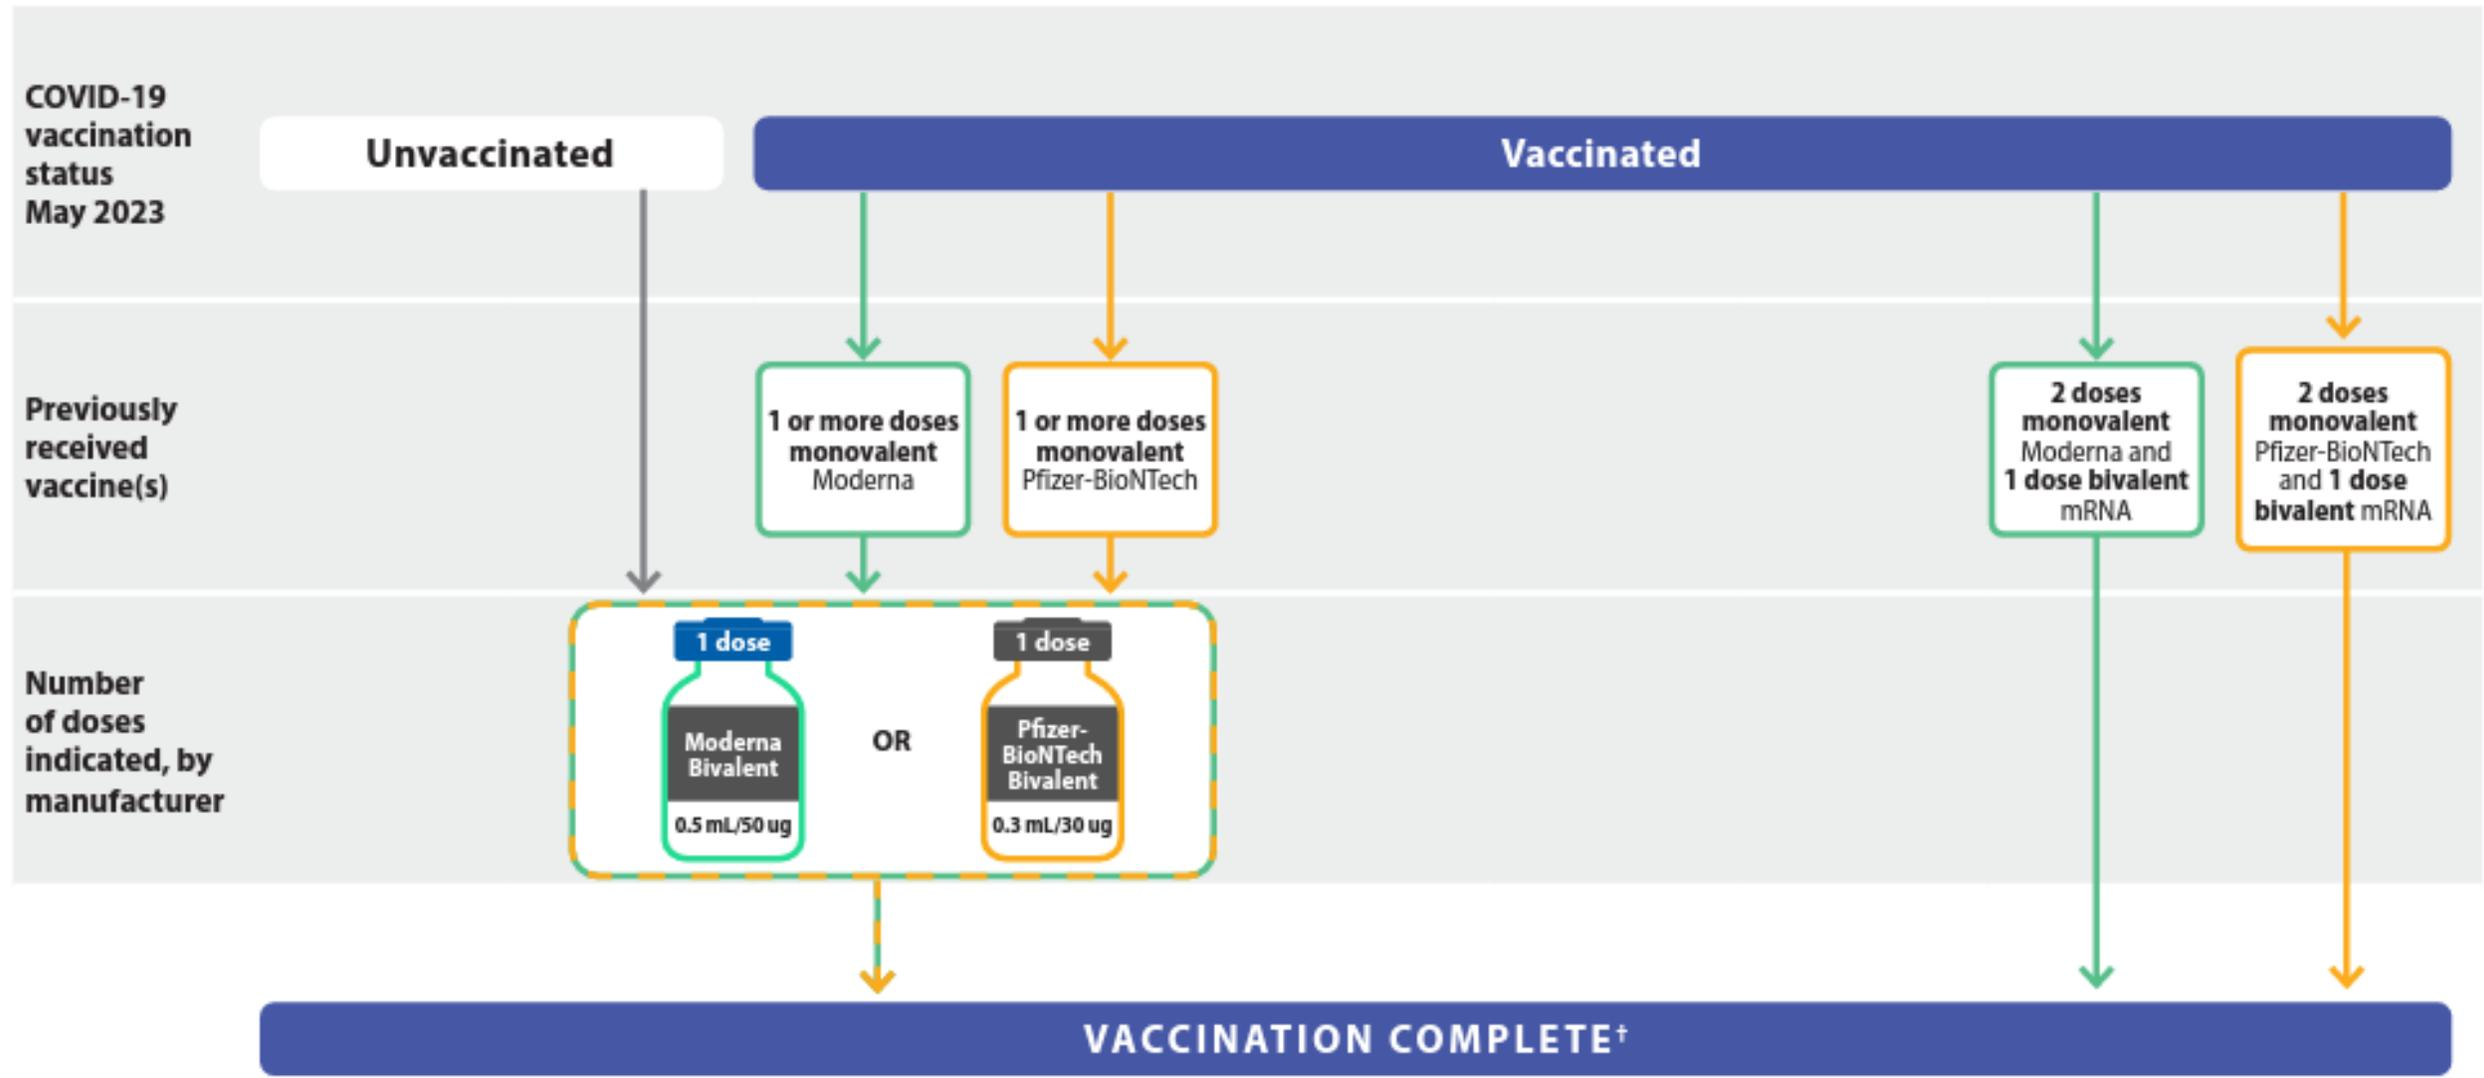 COVID-19
vaccination
status
May 2023
Unvaccinated
Vaccinated
Previously
received
vaccine(s)
1 or more doses
monovalent
Moderna
1 or more doses
monovalent
Pfizer-BioNTech
2 doses
monovalent
Moderna and
1 dose bivalent
mRNA
2 doses
monovalent
Pfizer-BioNTech
and 1 dose
bivalent mRNA
Number
of doses
indicated, by
manufacturer
1 dose
Moderna
Bivalent
0.5 mL/50 ug
OR
1 dose
Pfizer-
BioNTech
Bivalent
0.3 mL/30 ug
VACCINATION COMPLETE†